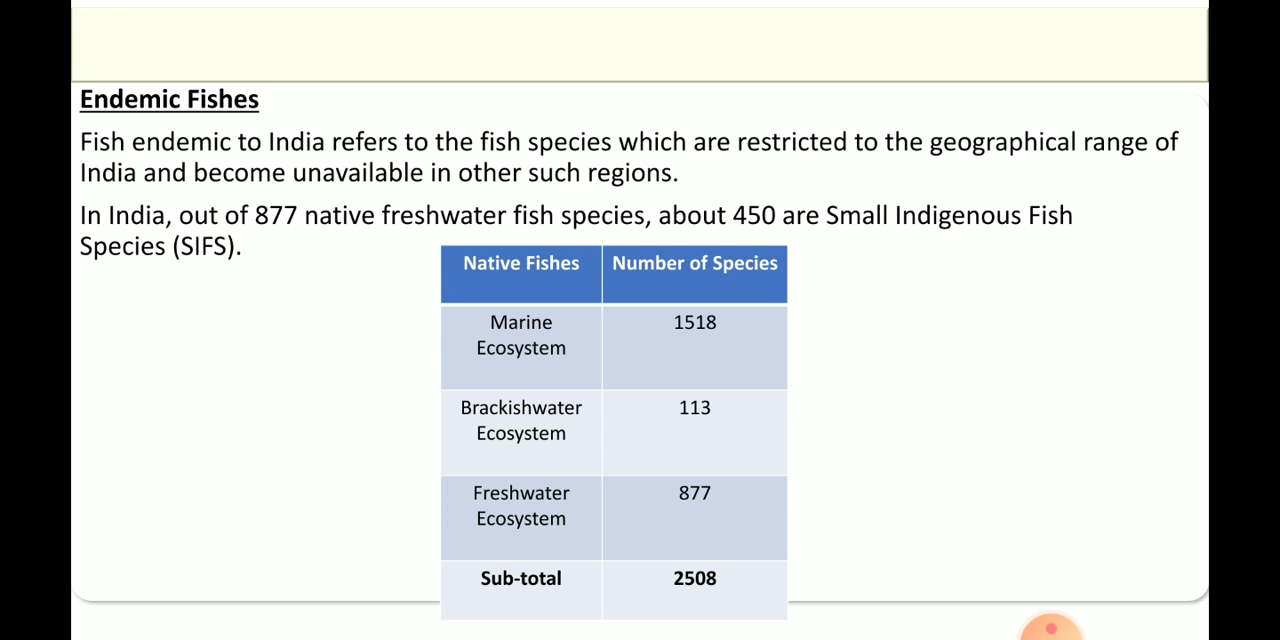 Endemic Fishes
Fish endemic to India refers to the fish species which are restricted to the geographical range of
India and become unavailable in other such regions.
In India, out of 877 native freshwater fish species, about 450 are Small Indigenous Fish
Species (SIFS).
Native Fishes Number of Species
Marine 1518
Ecosystem
Brackishwater 113
Ecosystem
Freshwater 877
Ecosystem
Sub-total 2508